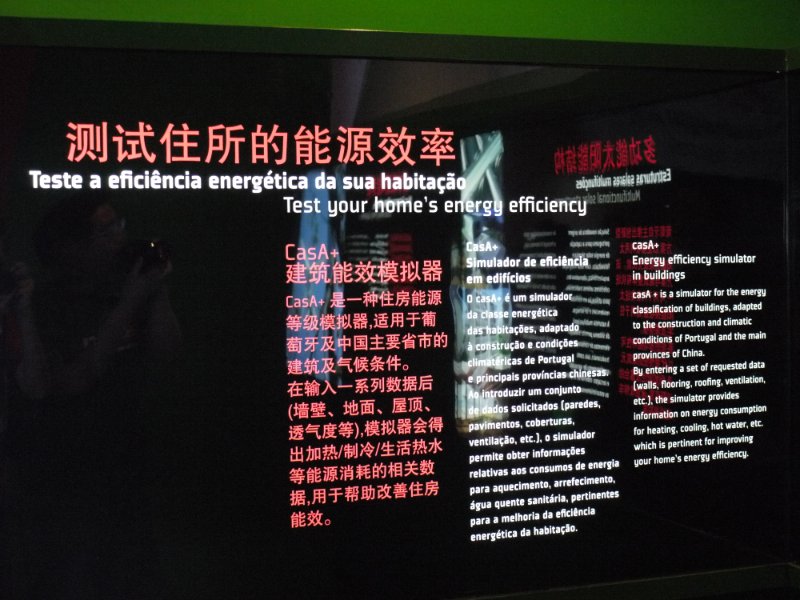 测试住所的能源效率
Teste a eficiência energética da sua habitação
Test your home's energy efficiency
CasA+
建筑能效模拟器
CasA+ 是一种住房能源
等级模拟器,适用于葡
萄牙及中国主要省市的
建筑及气候条件。
在输入一系列数据后
(墙壁、地面、屋顶、
透气度等),模拟器会得
出加热/制冷/生活热水
等能源消耗的相关数
据,用于帮助改善住房
能效。
CasA+
Simulador de eficiência
em edifícios
O casA+ é um simulador
da classe energética
das habitações, adaptado
à construção e condições
climatéricas de Portugal
e principais províncias chinesas.
Ao introduzir um conjunto
de dados solicitados (paredes,
pavimentos, coberturas,
ventilação, etc.), o simulador
permite obter informações
relativas aos consumos de energia
para aquecimento, arrefecimento,
água quente sanitária, pertinentes
para a melhoria da eficiência
energética da habitação.
casA+
Energy efficiency simulator
in buildings
casA+ is a simulator for the energy
classification of buildings, adapted
to the construction and climatic
conditions of Portugal and the main
provinces of China.
By entering a set of requested data
(walls, flooring, roofing, ventilation,
etc.), the simulator provides
information on energy consumption
for heating, cooling, hot water, etc.
which is pertinent for improving
your home's energy efficiency.
多功能太阳能结构
Estruturas solares multifunções